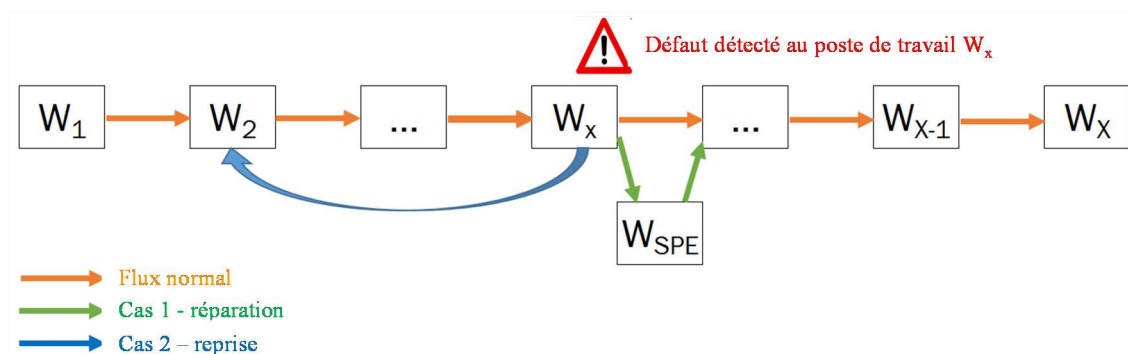 Défaut détecté au poste de travail Wx
W1
W2
...
Wx
...
WX-1
WX
WSPE
Flux normal
Cas 1 - réparation
Cas 2 – reprise